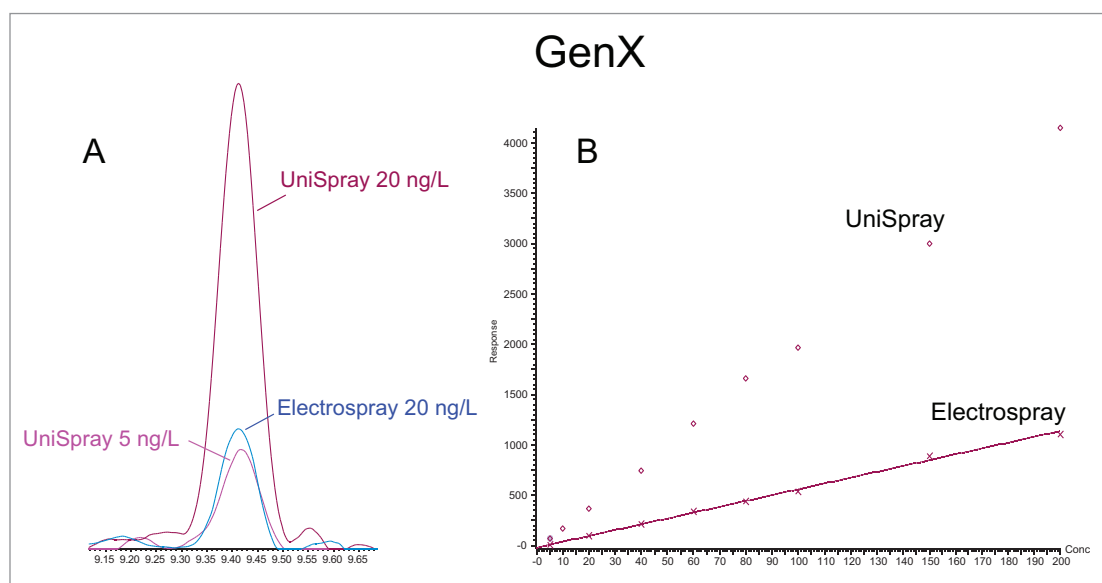 GenX
A
UniSpray 20 ng/L
Electrospray 20 ng/L
UniSpray 5 ng/L
9.15 9.20 9.25 9.30 9.35 9.40 9.45 9.50 9.55 9.60 9.65
B
4000
3500
3000
2500
2000
1500
1000
500
-0
Response
UniSpray
Electrospray
Conc
-0 10 20 30 40 50 60 70 80 90 100 110 120 130 140 150 160 170 180 190 200